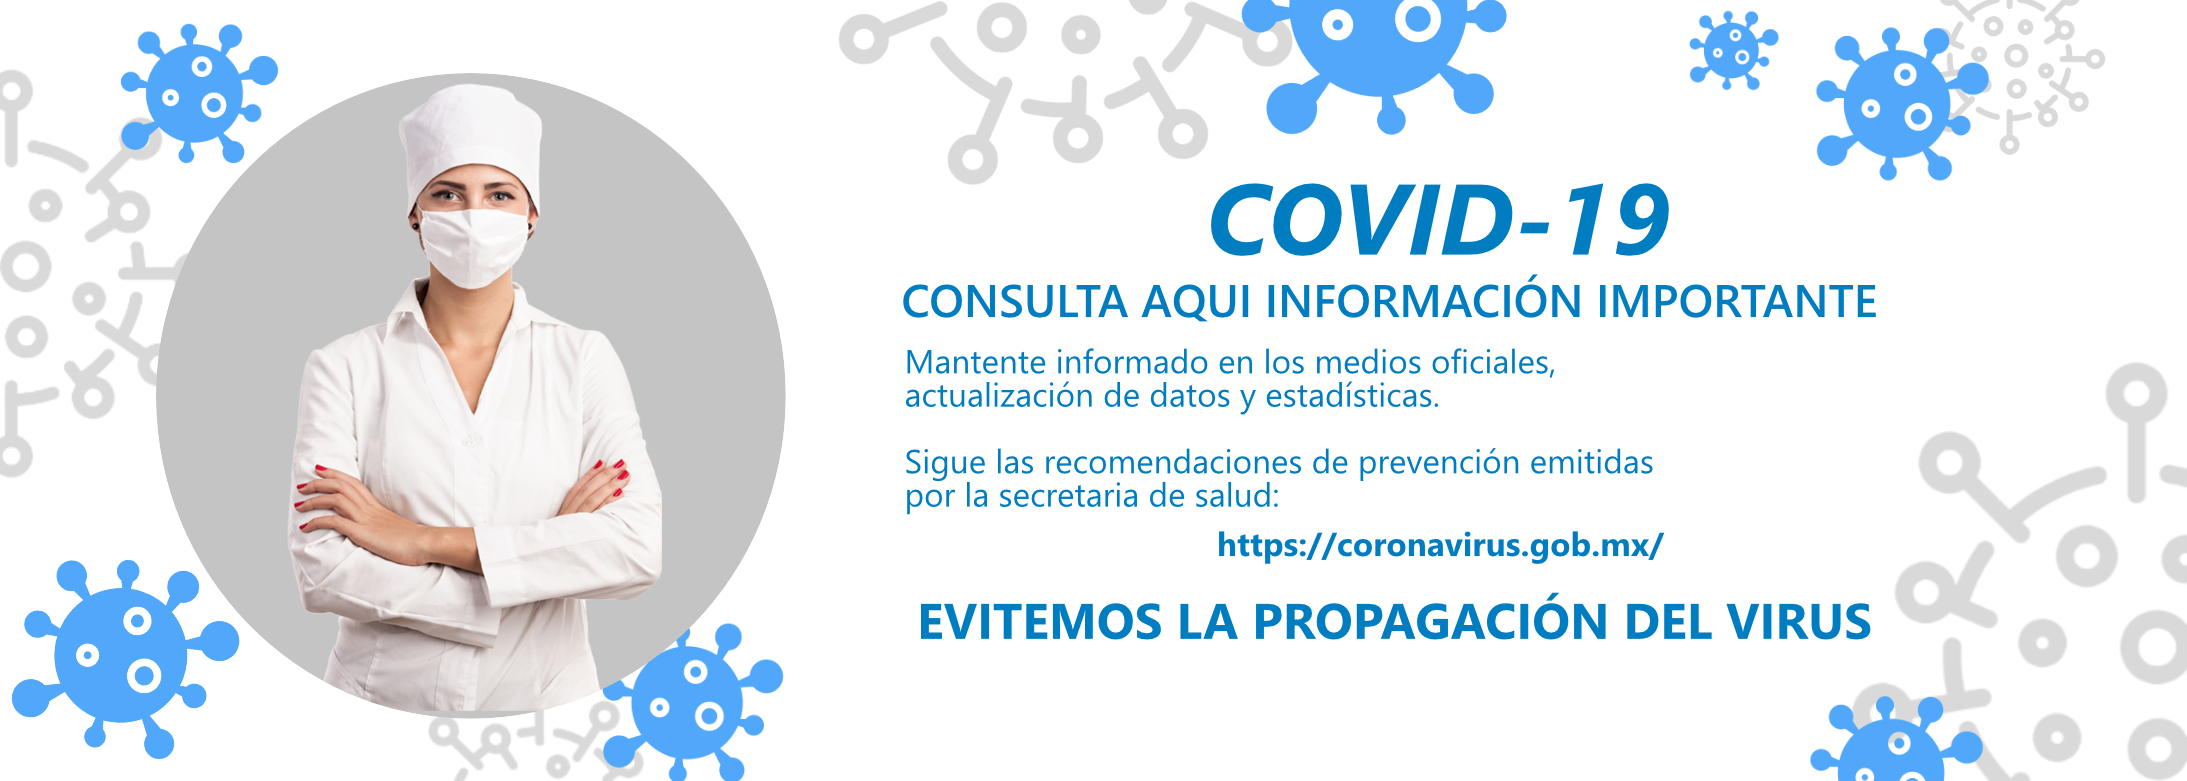 COVID-19
CONSULTA AQUI INFORMACIÓN IMPORTANTE
Mantente informado en los medios oficiales,
actualización de datos y estadísticas.
Sigue las recomendaciones de prevención emitidas
por la secretaria de salud:
https://coronavirus.gob.mx/
EVITEMOS LA PROPAGACIÓN DEL VIRUS